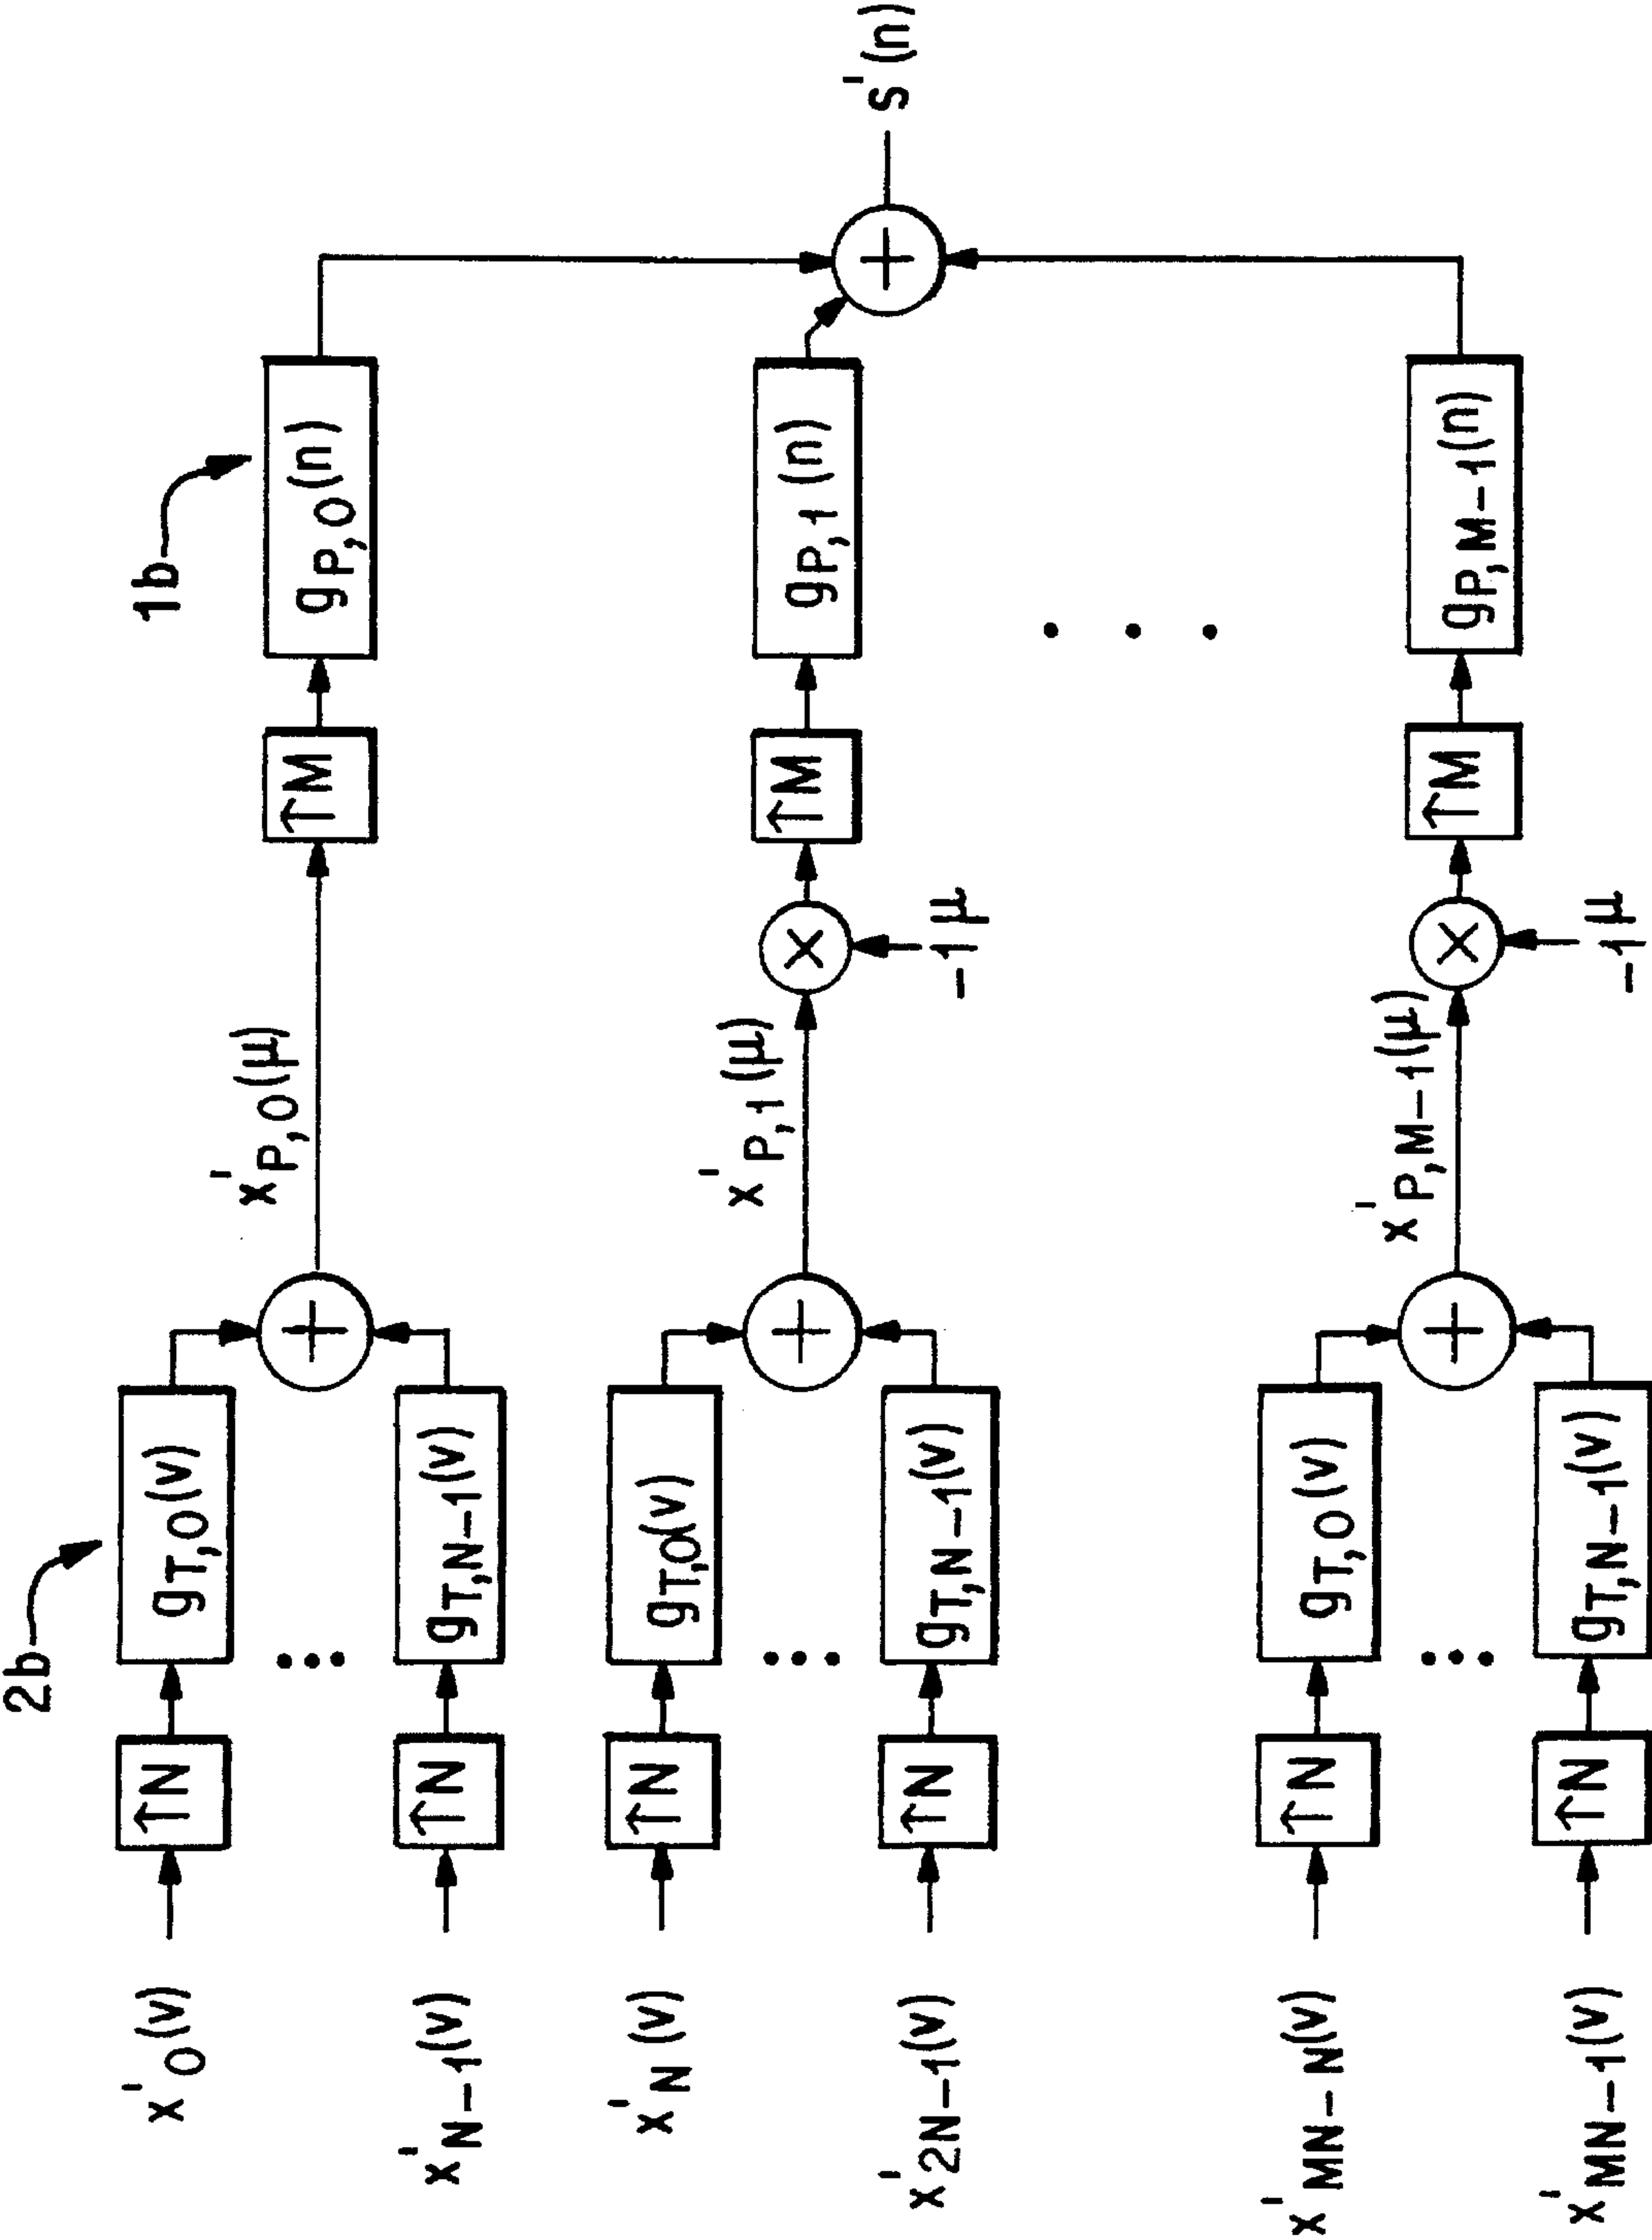 2b
x'0(v)
↑N
gT,0(v)
x'N-1(v)
↑N
gT,N-1(v)
+
x'P,0(μ)
↑M
1b
gP,0(n)
x'N(v)
↑N
gT,0(v)
x'2N-1(v)
↑N
gT,N-1(v)
+
x'P,1(μ)
×
-1μ
↑M
gP,1(n)
x'MN-N(v)
↑N
gT,0(v)
x'MN-1(v)
↑N
gT,N-1(v)
+
x'P,M-1(μ)
×
-1μ
↑M
gP,M-1(n)
+
s'(n)